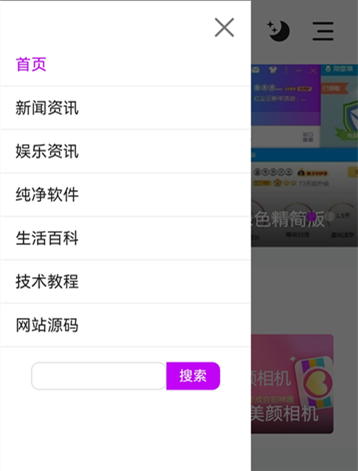 首页
新闻资讯
娱乐资讯
纯净软件
生活百科
技术教程
网站源码
搜索
色精简版
颜相机
美颜相机